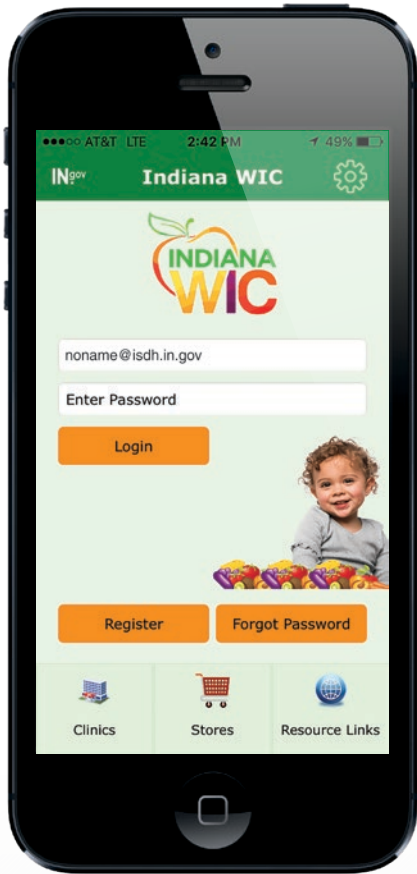 AT&T LTE 2:42 PM 49%
IN.gov Indiana WIC
INDIANA
WIC
noname@isdh.in.gov
Enter Password
Login
Register Forgot Password
Clinics Stores Resource Links